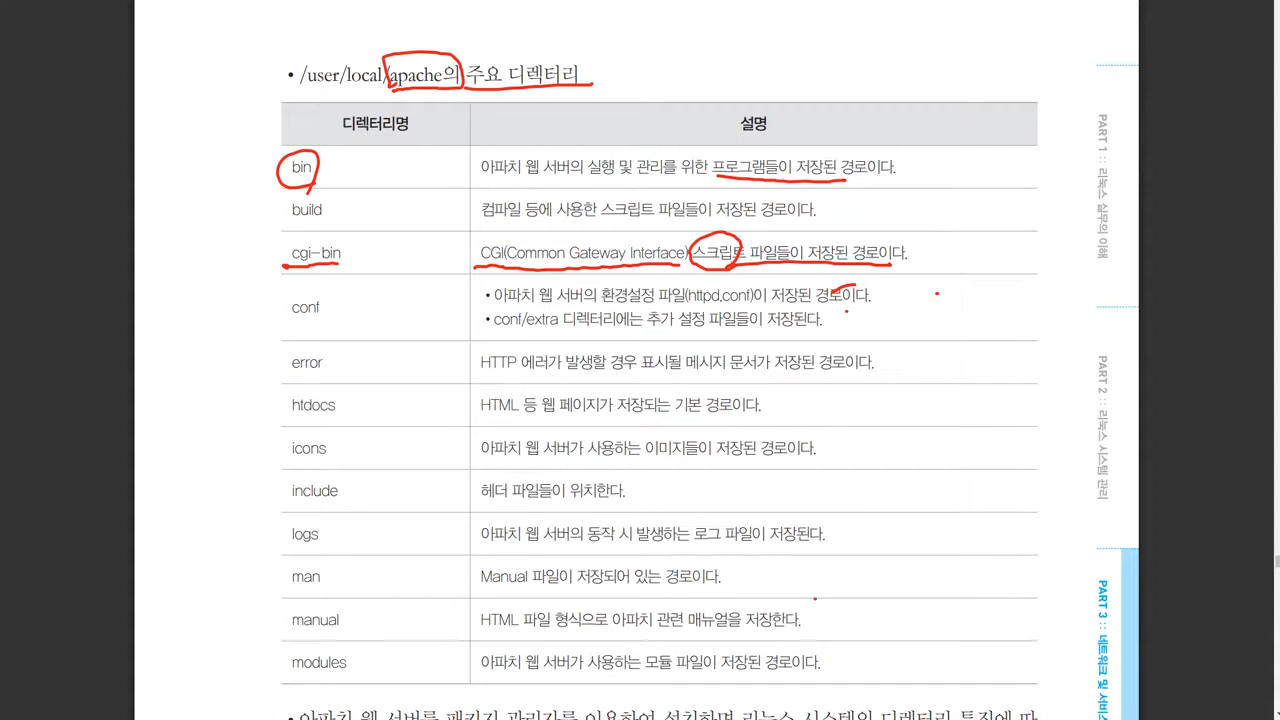 • /user/local/apache의 주요 디렉터리
디렉터리명 설명
bin 아파치 웹 서버의 실행 및 관리를 위한 프로그램들이 저장된 경로이다.
build 컴파일 등에 사용한 스크립트 파일들이 저장된 경로이다.
cgi-bin CGI(Common Gateway Interface) 스크립트 파일들이 저장된 경로이다.
conf • 아파치 웹 서버의 환경설정 파일(httpd.conf)이 저장된 경로이다.
• conf/extra 디렉터리에는 추가 설정 파일들이 저장된다.
error HTTP 에러가 발생할 경우 표시될 메시지 문서가 저장된 경로이다.
htdocs HTML 등 웹 페이지가 저장되는 기본 경로이다.
icons 아파치 웹 서버가 사용하는 이미지들이 저장된 경로이다.
include 헤더 파일들이 위치한다.
logs 아파치 웹 서버의 동작 시 발생하는 로그 파일이 저장된다.
man Manual 파일이 저장되어 있는 경로이다.
manual HTML 파일 형식으로 아파치 관련 매뉴얼을 저장한다.
modules 아파치 웹 서버가 사용하는 모듈 파일이 저장된 경로이다.
PART 1 :: 리눅스 실무의 이해
PART 2 :: 리눅스 시스템 관리
PART 3 :: 네트워크 및 서비스